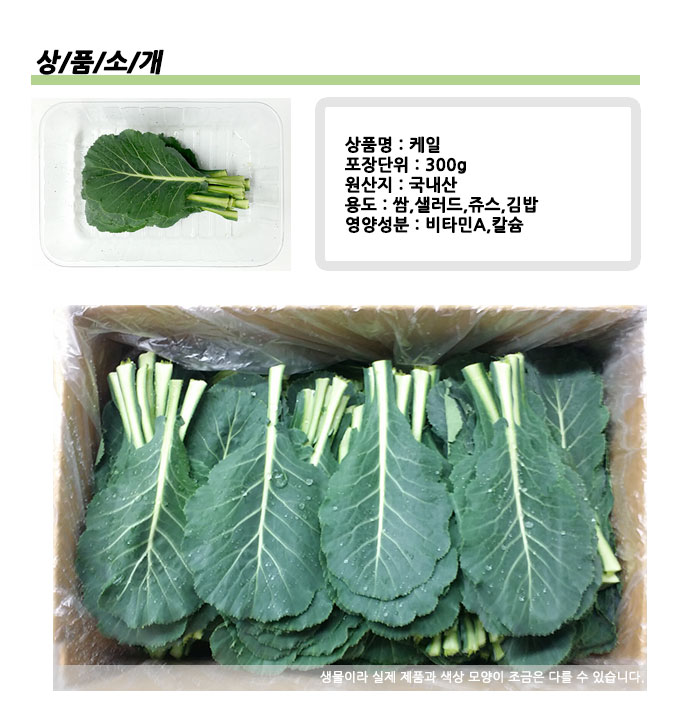 상/품/소/개
상품명 : 케일
포장단위 : 300g
원산지 : 국내산
용도 : 쌈,샐러드,쥬스,김밥
영양성분 : 비타민A,칼슘
생물이라 실제 제품과 색상 모양이 조금은 다를 수 있습니다.